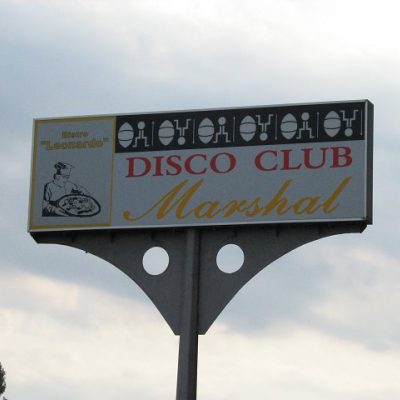 Bistro
"Leonardo"
DISCO CLUB
Marshal